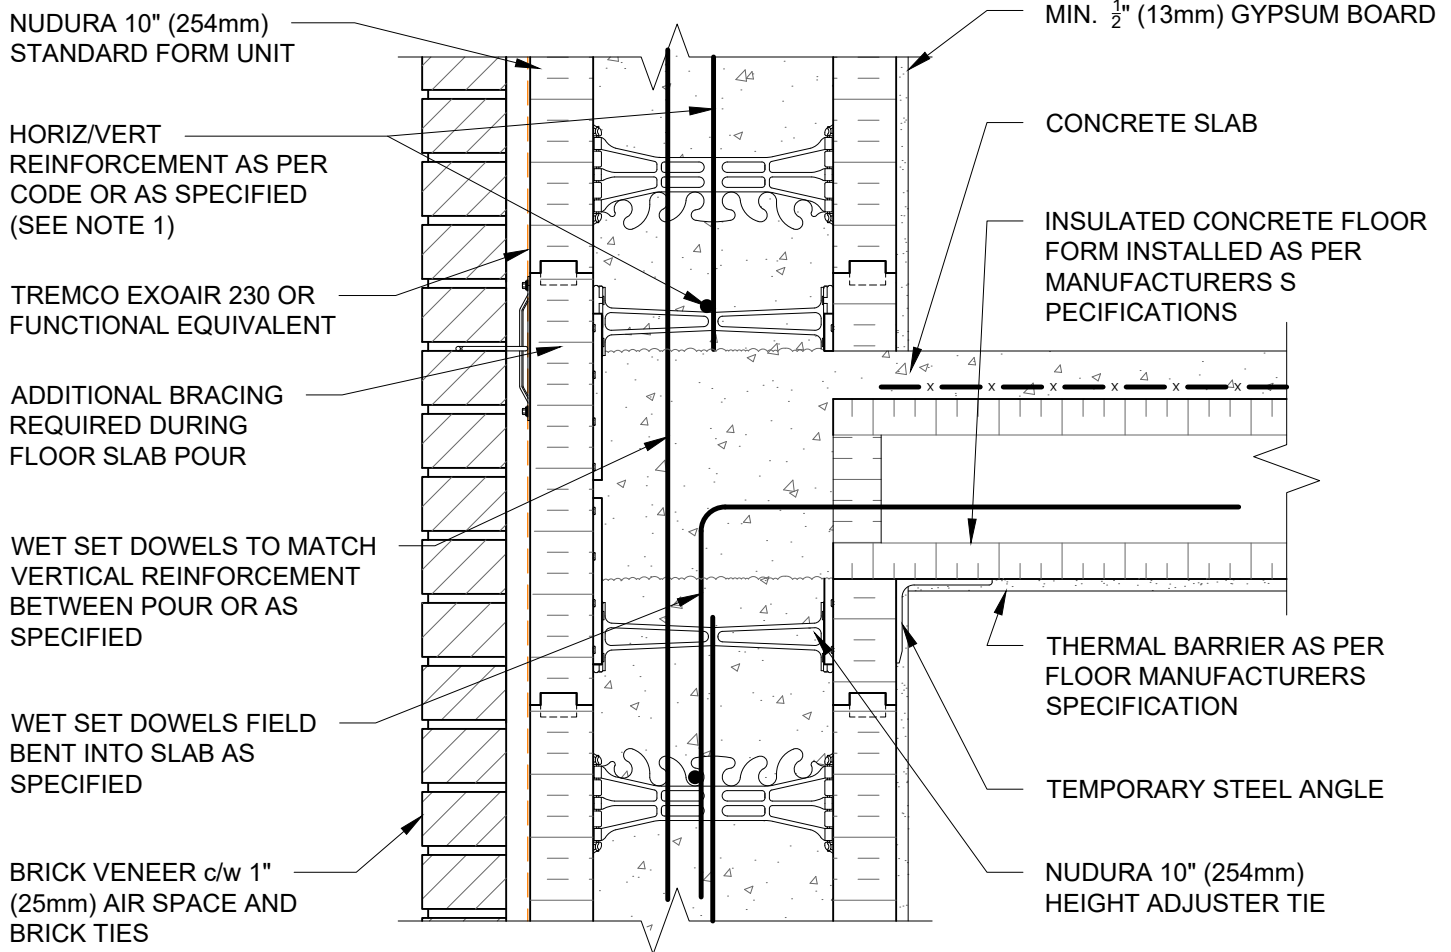 NUDURA 10" (254mm)
STANDARD FORM UNIT
HORIZ/VERT
REINFORCEMENT AS PER
CODE OR AS SPECIFIED
(SEE NOTE 1)
TREMCO EXOAIR 230 OR
FUNCTIONAL EQUIVALENT
ADDITIONAL BRACING
REQUIRED DURING
FLOOR SLAB POUR
WET SET DOWELS TO MATCH
VERTICAL REINFORCEMENT
BETWEEN POUR OR AS
SPECIFIED
WET SET DOWELS FIELD
BENT INTO SLAB AS
SPECIFIED
BRICK VENEER c/w 1"
(25mm) AIR SPACE AND
BRICK TIES
MIN. 1/2" (13mm) GYPSUM BOARD
CONCRETE SLAB
INSULATED CONCRETE FLOOR
FORM INSTALLED AS PER
MANUFACTURERS S
PECIFICATIONS
x x x x x x
THERMAL BARRIER AS PER
FLOOR MANUFACTURERS
SPECIFICATION
TEMPORARY STEEL ANGLE
NUDURA 10" (254mm)
HEIGHT ADJUSTER TIE